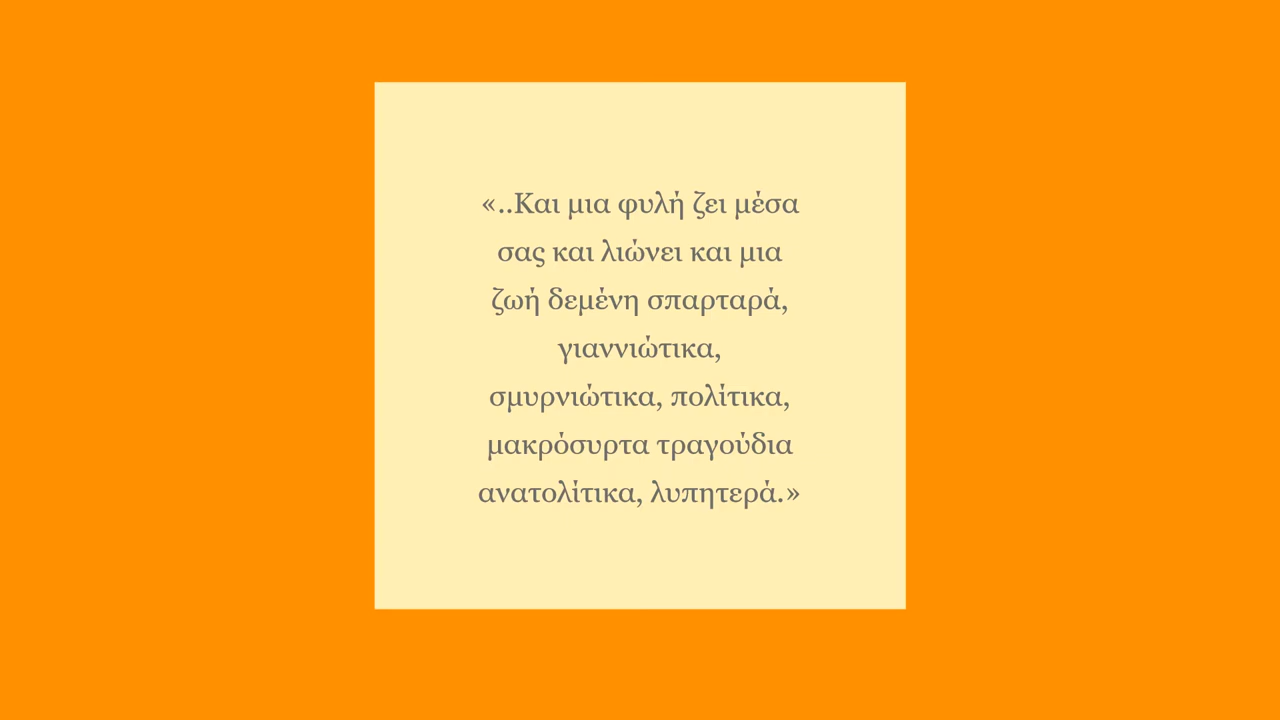 «..Και μια φυλή ζει μέσα
σας και λιώνει και μια
ζωή δεμένη σπαρταρά,
γιαννιώτικα,
σμυρνιώτικα, πολίτικα,
μακρόσυρτα τραγούδια
ανατολίτικα, λυπητερά.»